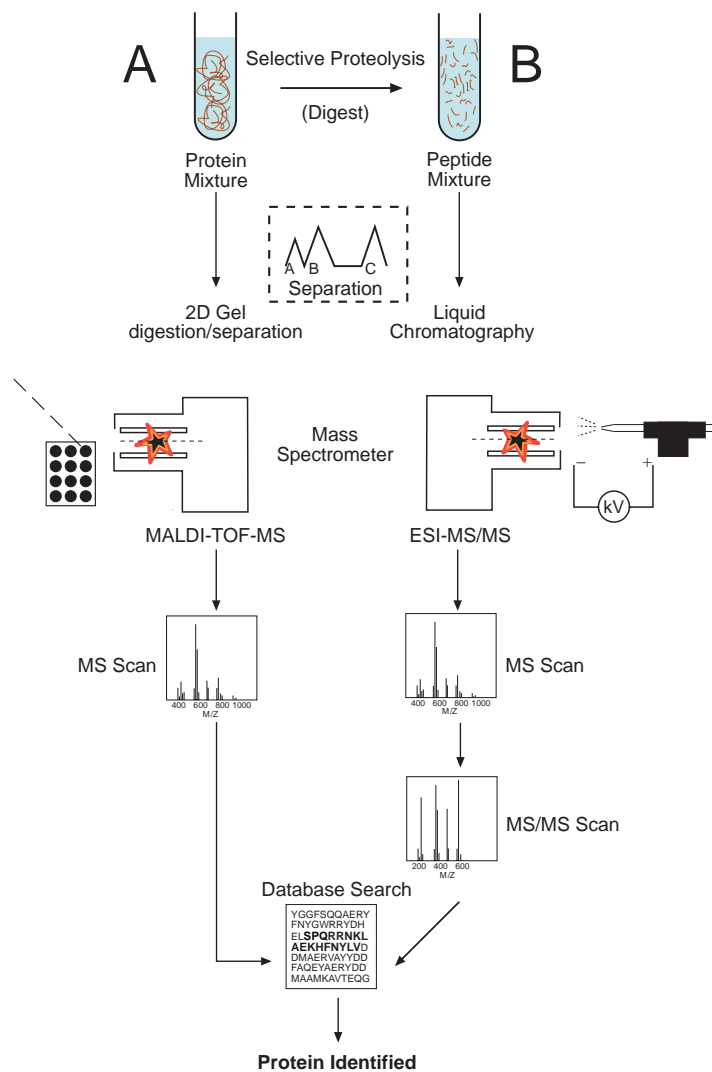 A
Selective Proteolysis
B
(Digest)
Protein
Mixture
Peptide
Mixture
A B C
Separation
2D Gel
digestion/separation
Liquid
Chromatography
Mass
Spectrometer
− +
kV
MALDI-TOF-MS
ESI-MS/MS
MS Scan
400 600 800 1000
M/Z
MS Scan
400 600 800 1000
M/Z
MS/MS Scan
200 400 600
M/Z
Database Search
YGGFSQQAERY
FNYGWRRYDH
ELSPQRRNKL
AEKHFNYLVD
DMAERVAYYDD
FAQEYAERYDD
MAAMKAVTEQG
Protein Identified